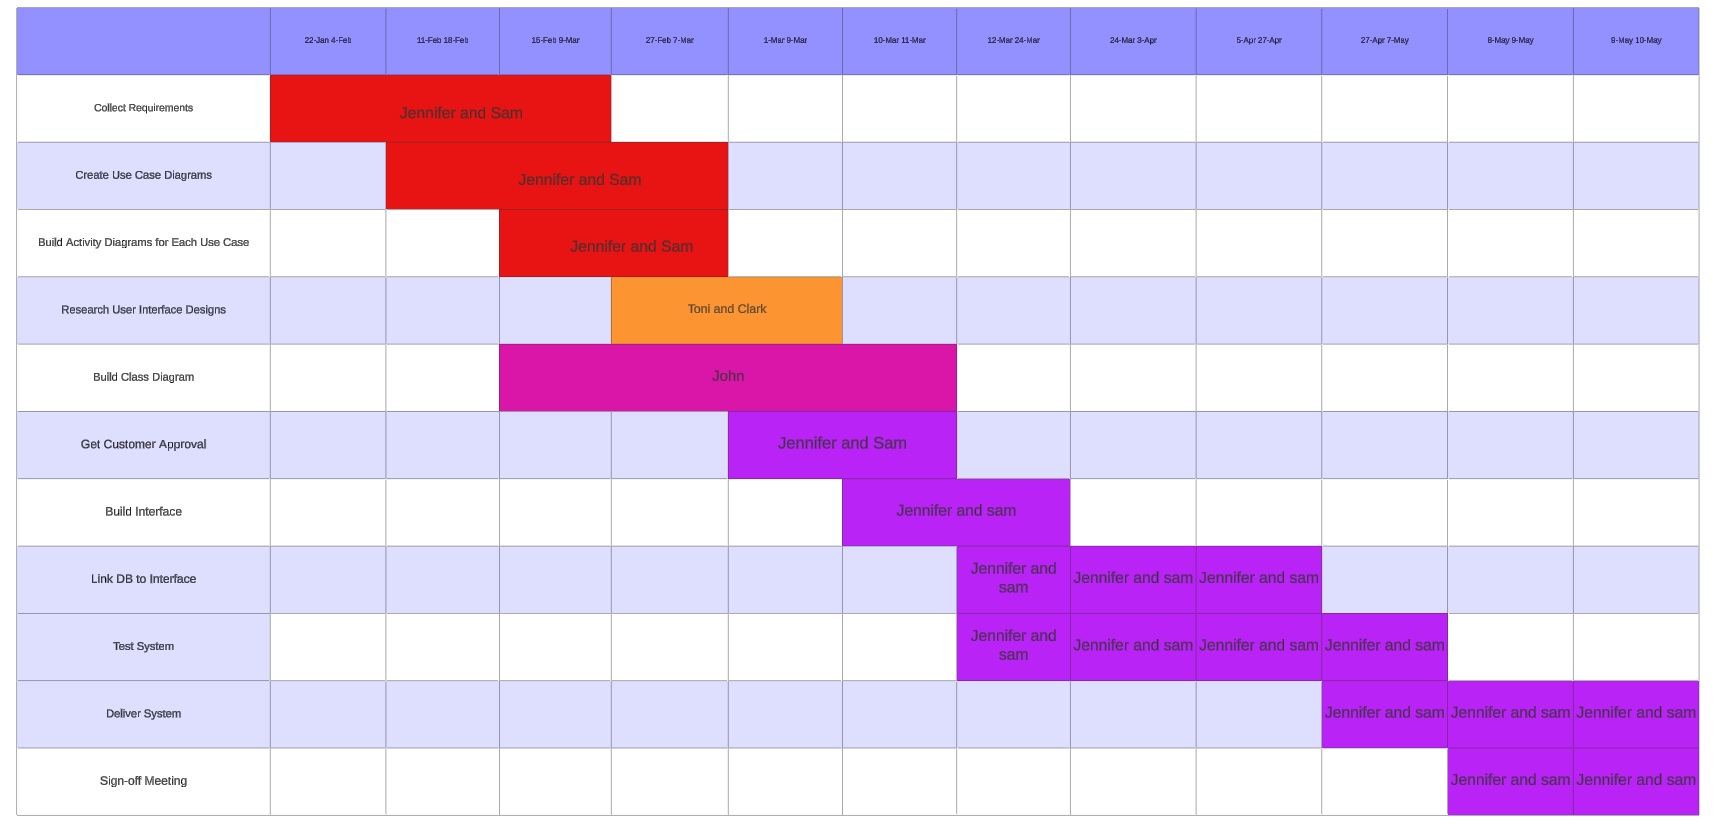 22-Jan 4-Feb
11-Feb 18-Feb
15-Feb 9-Mar
27-Feb 7-Mar
1-Mar 9-Mar
10-Mar 11-Mar
12-Mar 24-Mar
24-Mar 3-Apr
5-Apr 27-Apr
27-Apr 7-May
8-May 9-May
9-May 10-May
Collect Requirements
Jennifer and Sam
Create Use Case Diagrams
Jennifer and Sam
Build Activity Diagrams for Each Use Case
Jennifer and Sam
Research User Interface Designs
Toni and Clark
Build Class Diagram
John
Get Customer Approval
Jennifer and Sam
Build Interface
Jennifer and sam
Link DB to Interface
Jennifer and
sam
Jennifer and sam
Jennifer and sam
Test System
Jennifer and
sam
Jennifer and sam
Jennifer and sam
Jennifer and sam
Deliver System
Jennifer and sam
Jennifer and sam
Jennifer and sam
Sign-off Meeting
Jennifer and sam
Jennifer and sam